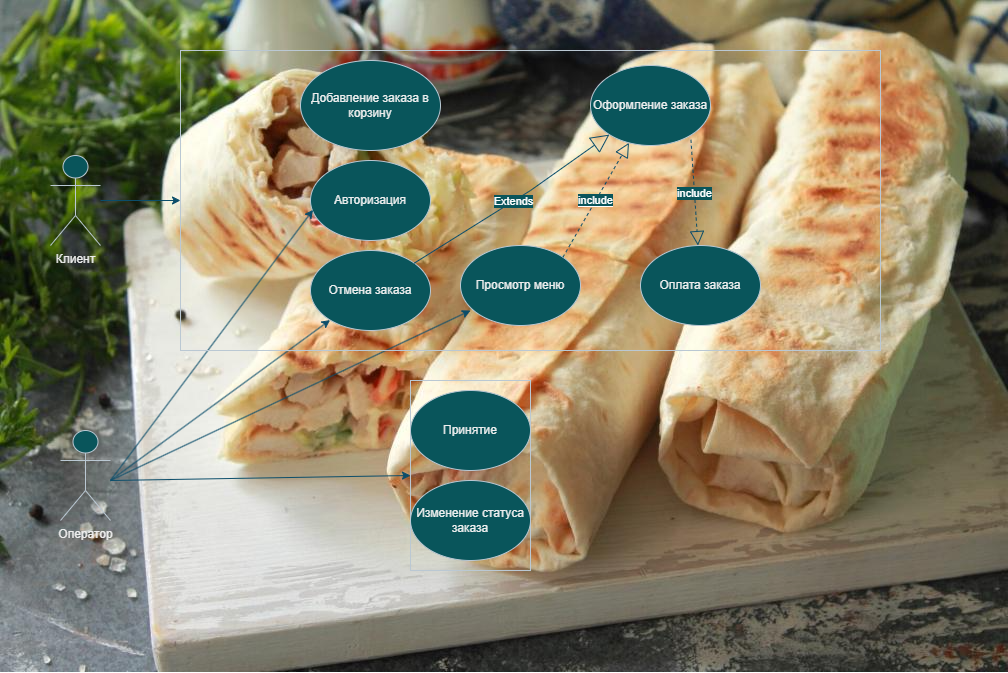 Добавление заказа в
корзину
Оформление заказа
Авторизация
Extends
include
include
Клиент
Отмена заказа
Просмотр меню
Оплата заказа
Принятие
Изменение статуса
заказа
Оператор